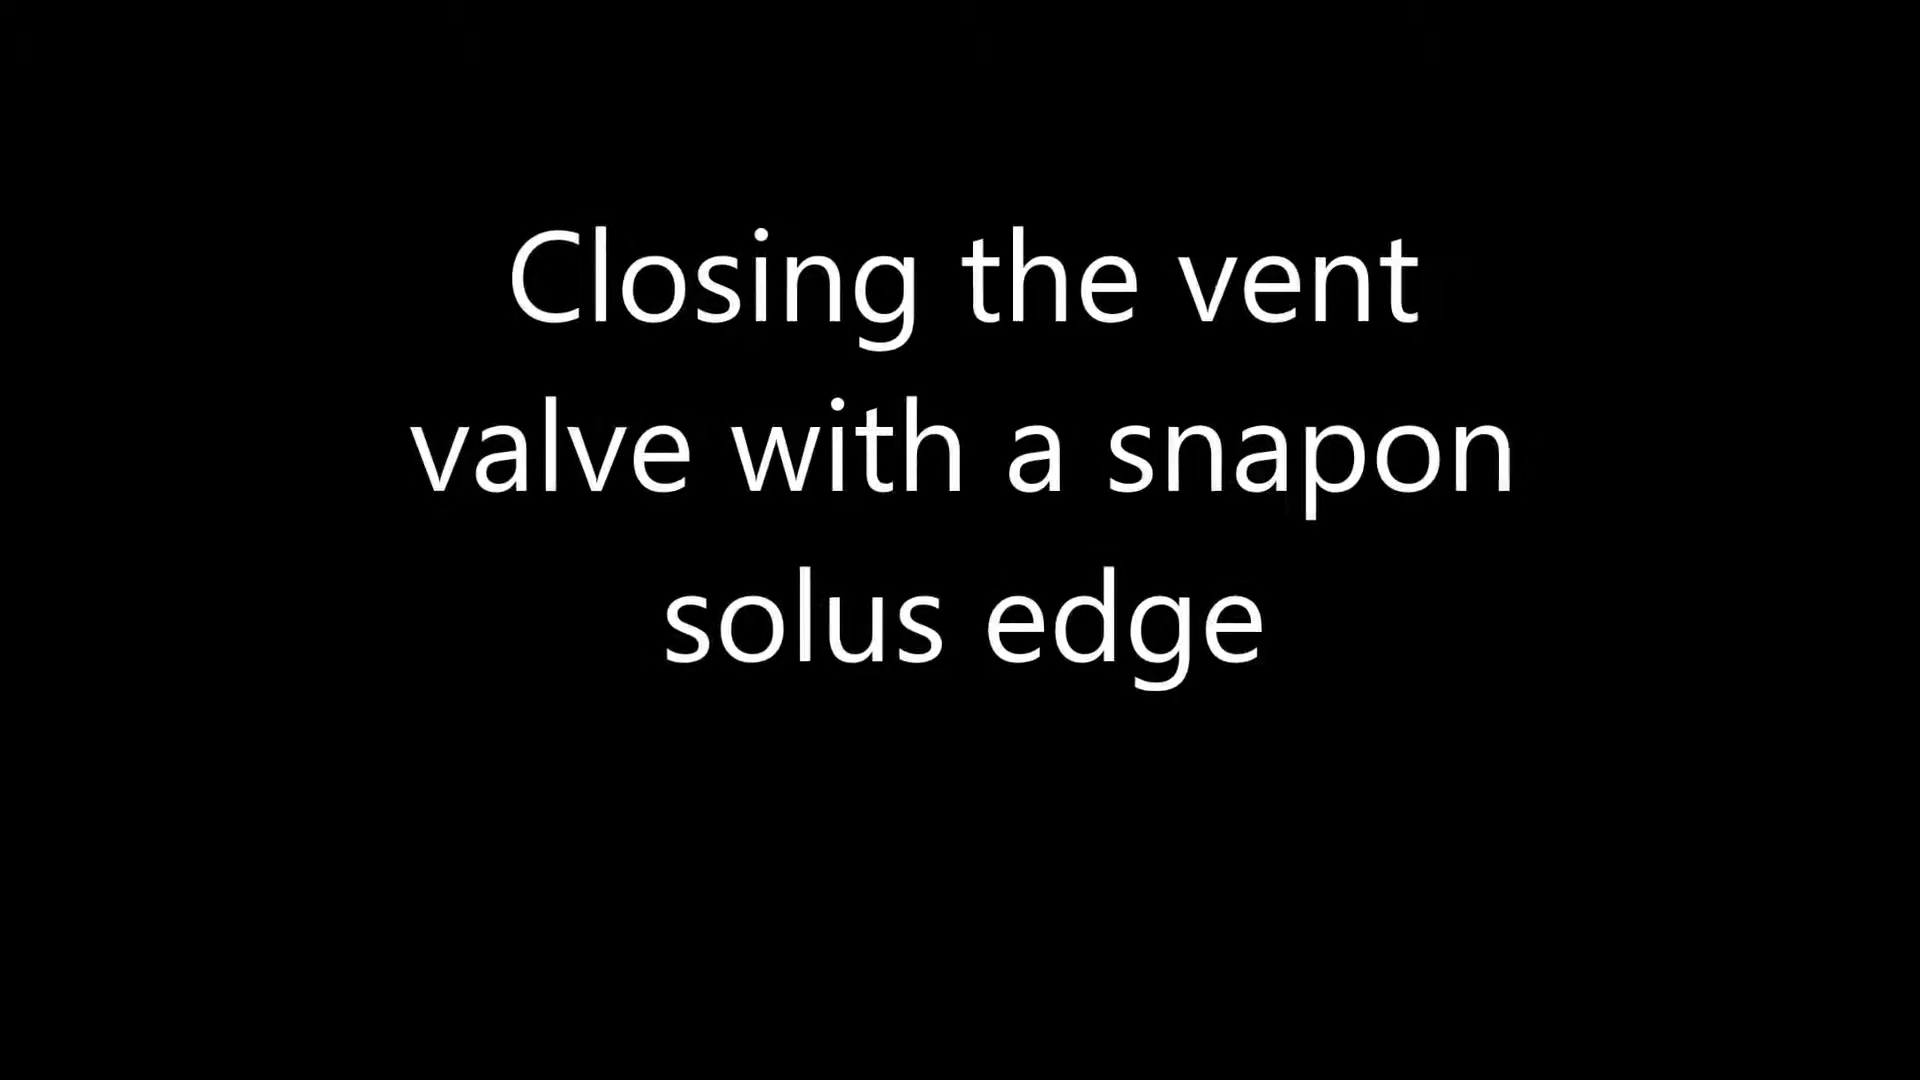 Closing the vent
valve with a snapon
solus edge